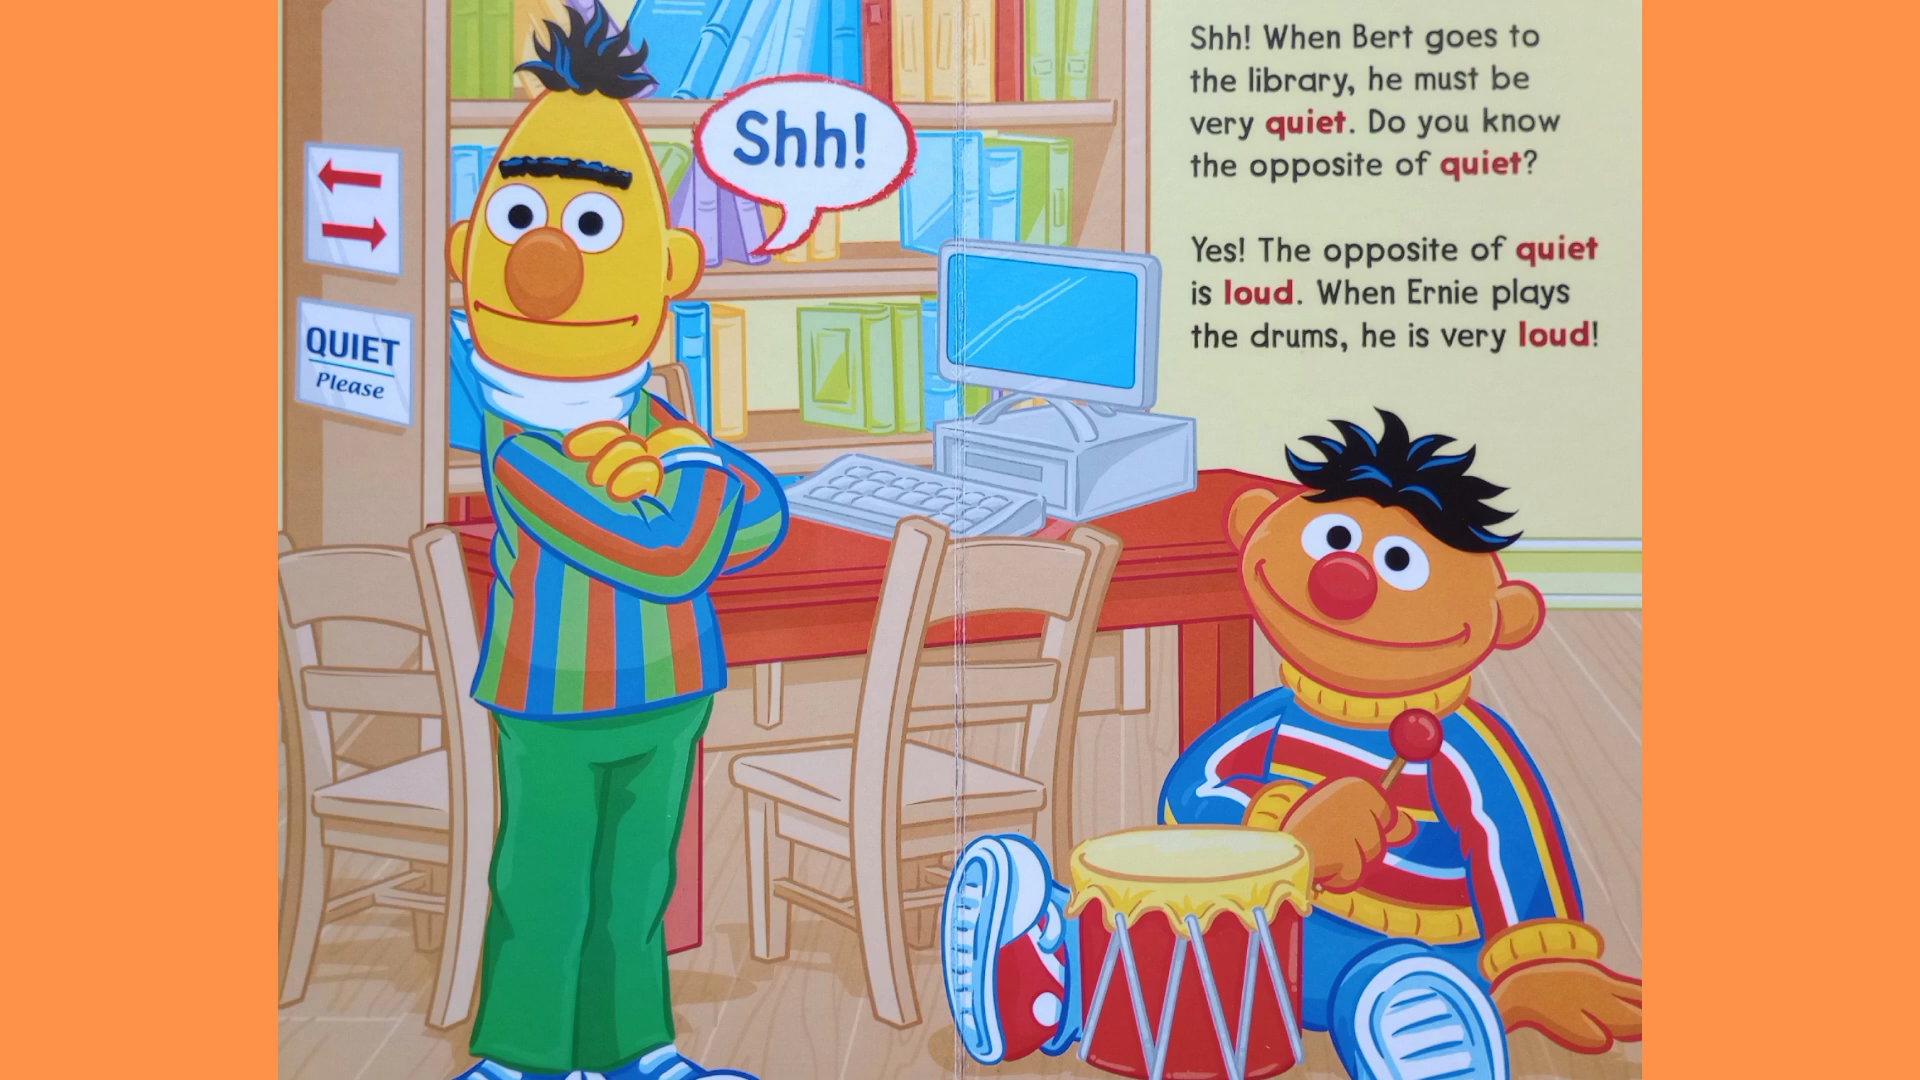 Shh!
QUIET
Please
Shh! When Bert goes to
the library, he must be
very quiet. Do you know
the opposite of quiet?
Yes! The opposite of quiet
is loud. When Ernie plays
the drums, he is very loud!